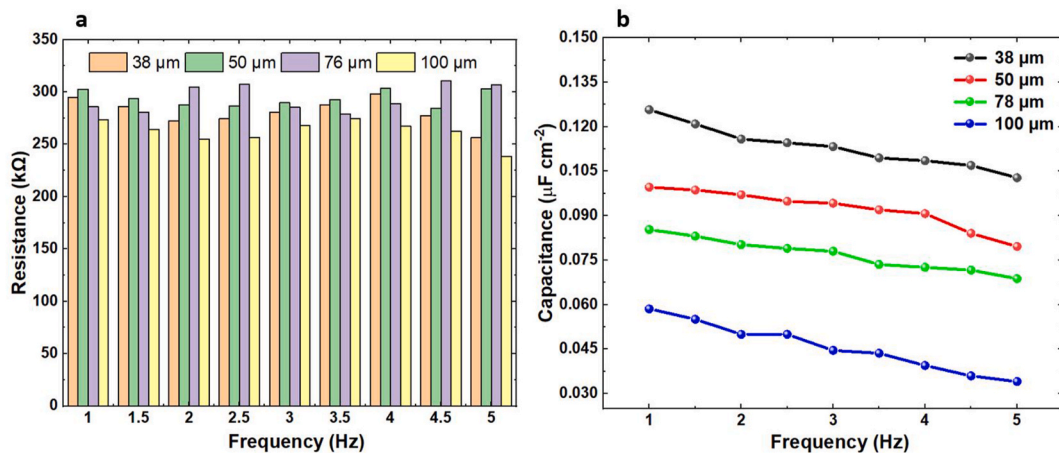 a
350
300
250
200
150
100
50
0
Resistance (kΩ)
38 μm 50 μm 76 μm 100 μm
1 1.5 2 2.5 3 3.5 4 4.5 5
Frequency (Hz)
b
0.150
0.135
0.120
0.105
0.090
0.075
0.060
0.045
0.030
Capacitance (μF cm-2)
38 μm
50 μm
78 μm
100 μm
1 2 3 4 5
Frequency (Hz)